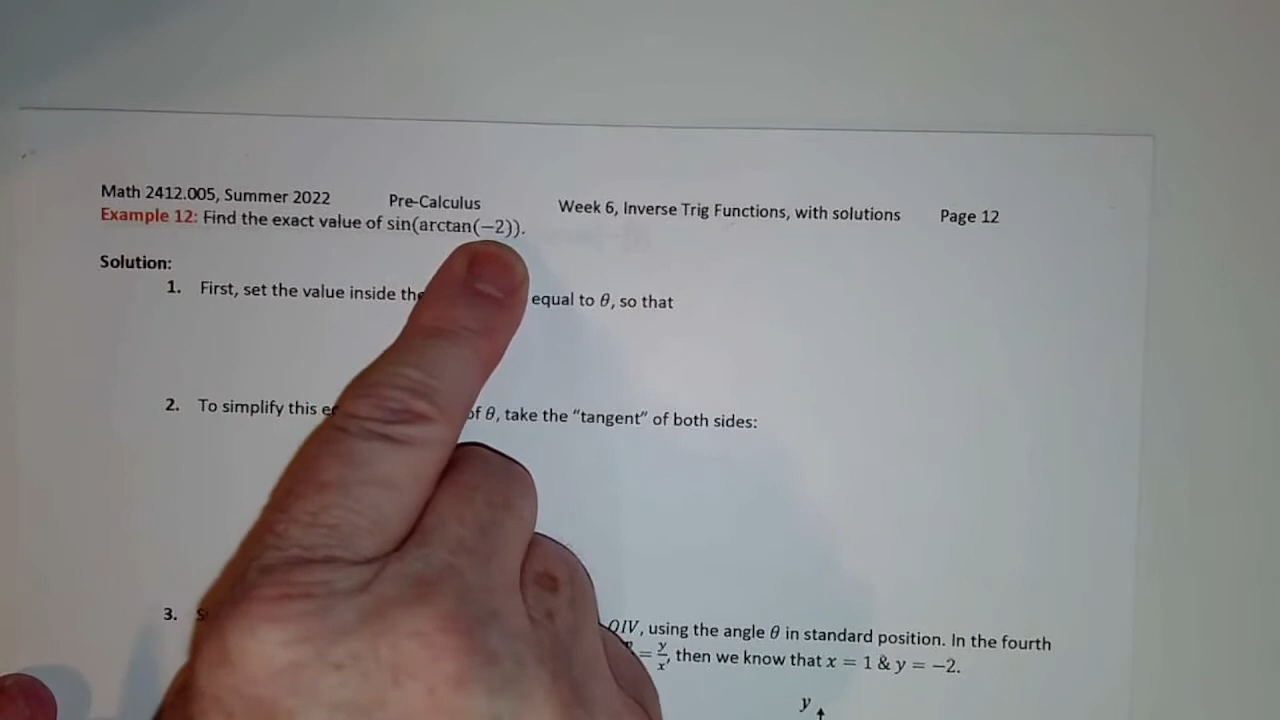 Math 2412.005, Summer 2022 Pre-Calculus Week 6, Inverse Trig Functions, with solutions Page 12
Example 12: Find the exact value of sin(arctan(−2)).
Solution:
1. First, set the value inside the equal to θ, so that
2. To simplify this of θ, take the "tangent" of both sides:
3. QIV, using the angle θ in standard position. In the fourth
= y/x, then we know that x = 1 & y = −2.
y